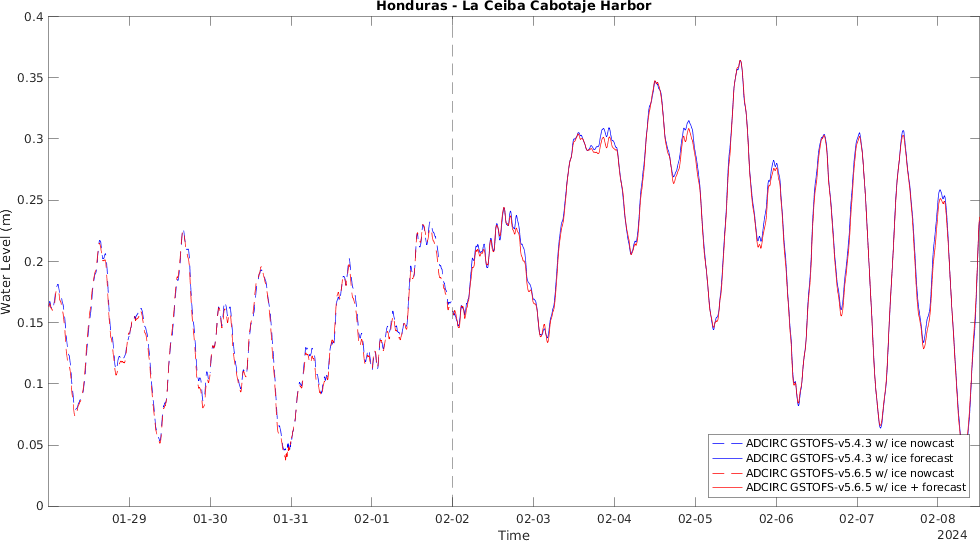 Honduras - La Ceiba Cabotaje Harbor
0.4
0.35
0.3
0.25
0.2
0.15
0.1
0.05
0
Water Level (m)
ADCIRC GSTOFS-v5.4.3 w/ ice nowcast
ADCIRC GSTOFS-v5.4.3 w/ ice forecast
ADCIRC GSTOFS-v5.6.5 w/ ice nowcast
ADCIRC GSTOFS-v5.6.5 w/ ice + forecast
01-29 01-30 01-31 02-01 02-02 02-03 02-04 02-05 02-06 02-07 02-08
Time
2024